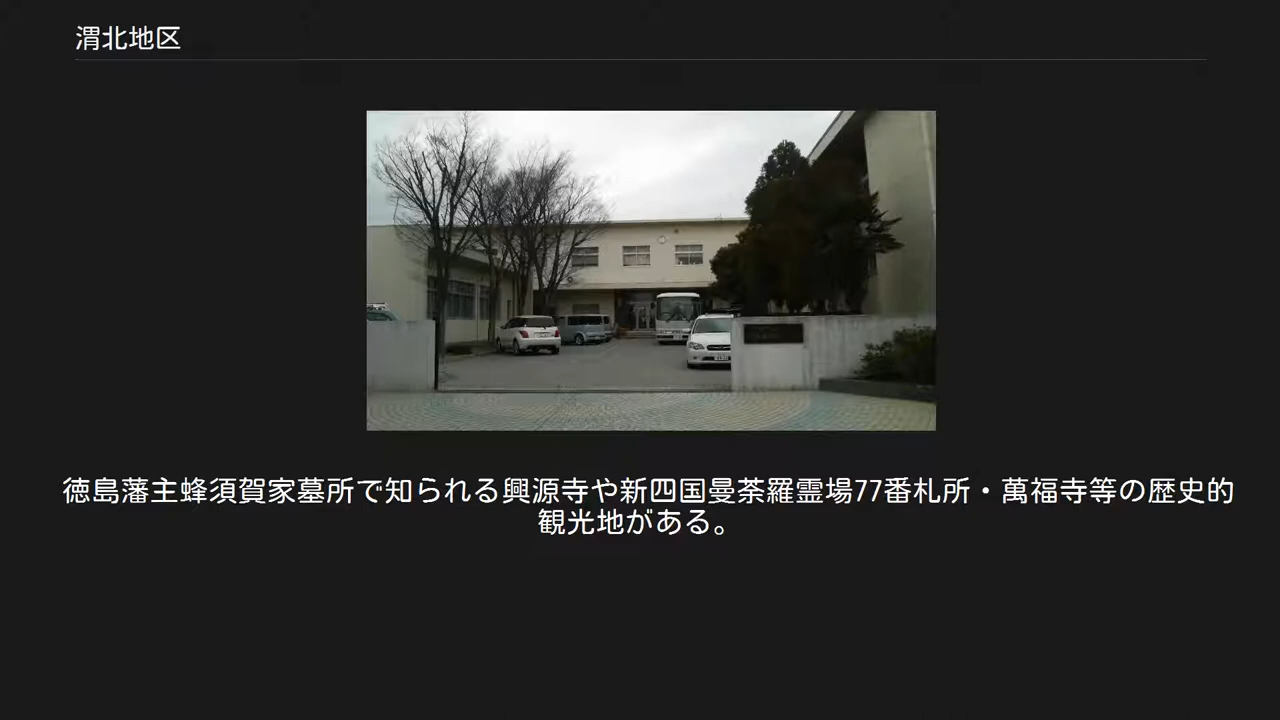 渭北地区
徳島藩主蜂須賀家墓所で知られる興源寺や新四国曼荼羅霊場77番札所・萬福寺等の歴史的
観光地がある。